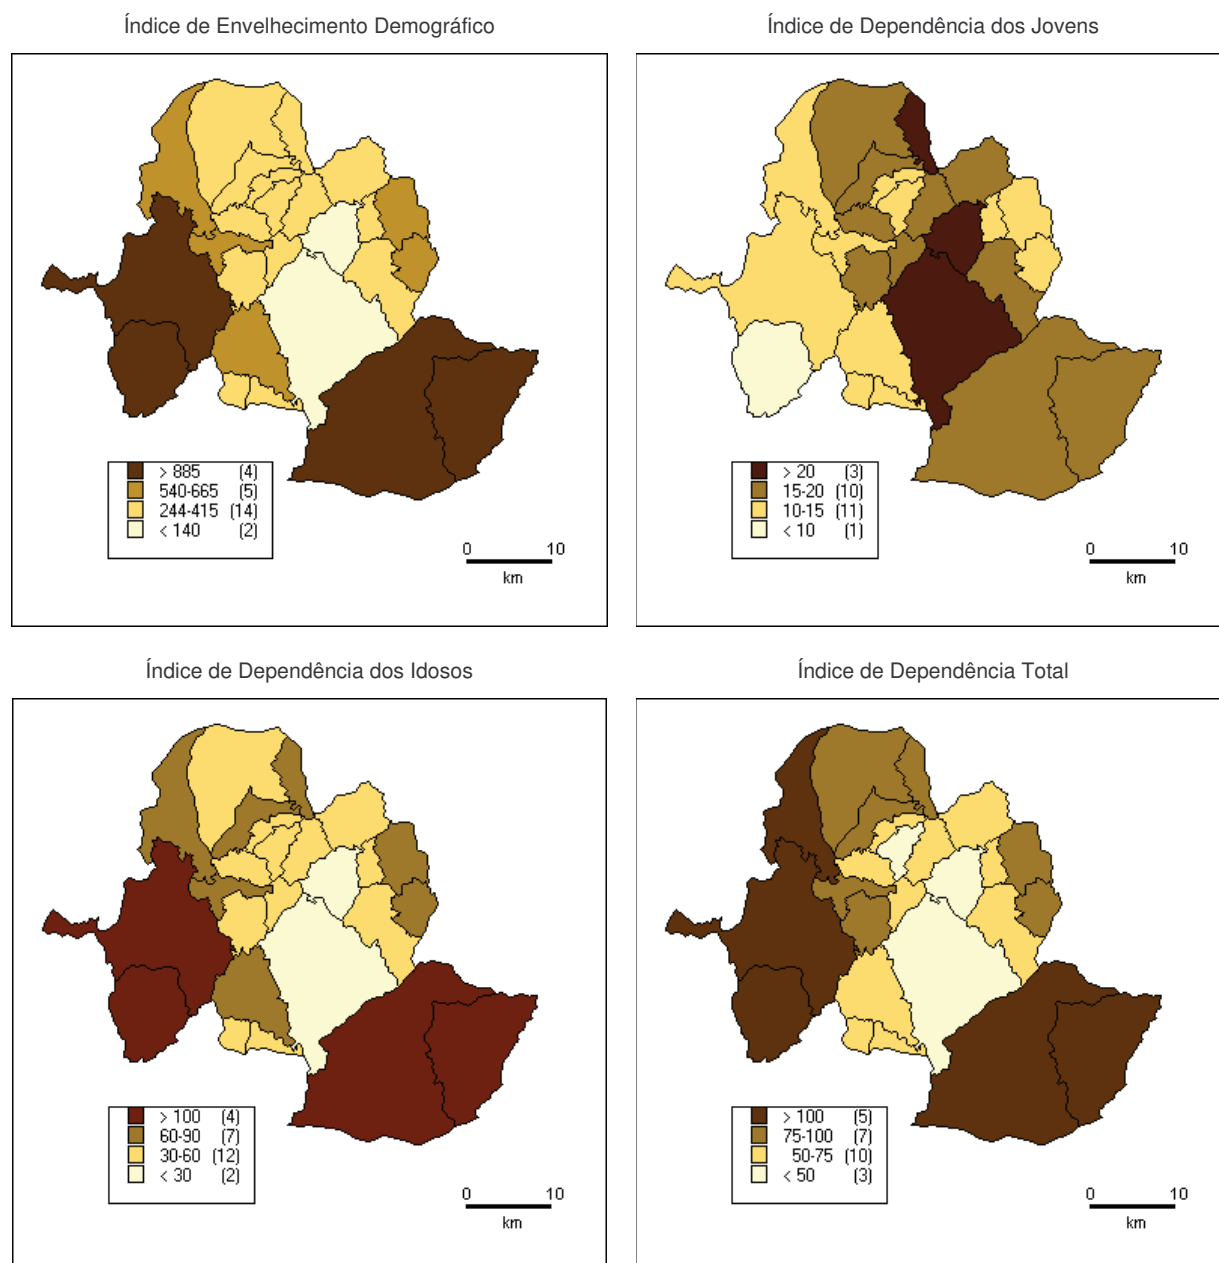 Índice de Envelhecimento Demográfico
> 885 (4)
540-665 (5)
244-415 (14)
< 140 (2)
0 10
km
Índice de Dependência dos Jovens
> 20 (3)
15-20 (10)
10-15 (11)
< 10 (1)
0 10
km
Índice de Dependência dos Idosos
> 100 (4)
60-90 (7)
30-60 (12)
< 30 (2)
0 10
km
Índice de Dependência Total
> 100 (5)
75-100 (7)
50-75 (10)
< 50 (3)
0 10
km